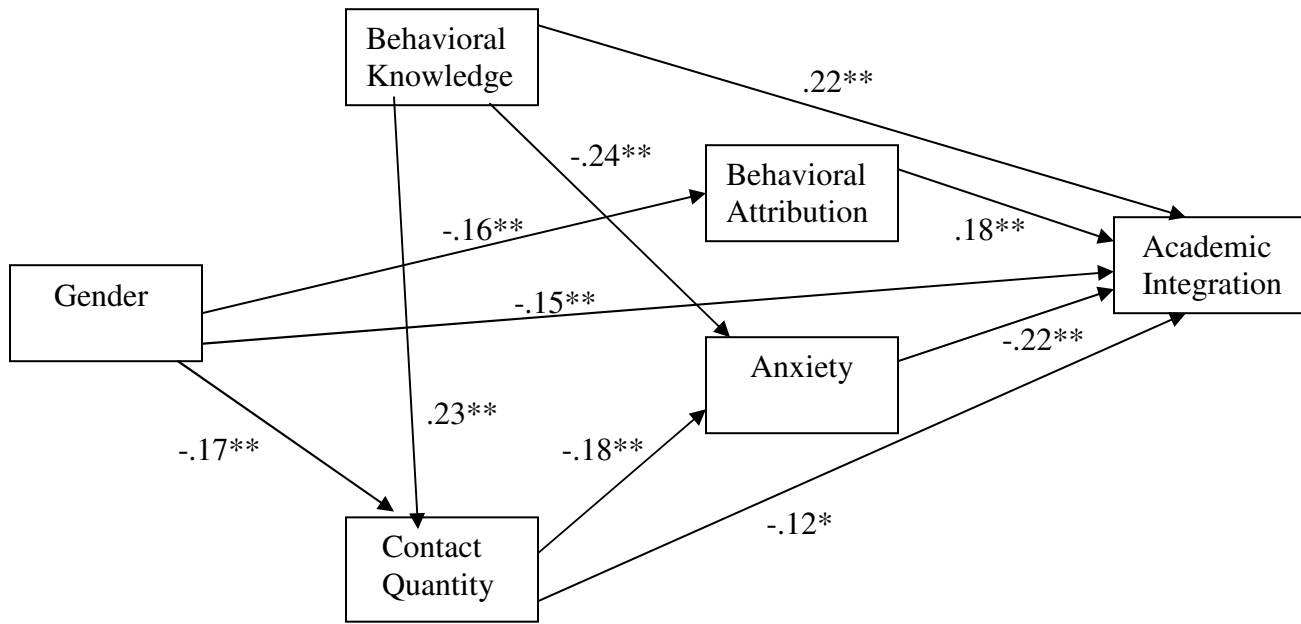 Behavioral
Knowledge
.22**
-.24**
Behavioral
Attribution
-.16**
.18**
Academic
Integration
Gender
-.15**
-.22**
Anxiety
.23**
-.17**
-.18**
-.12*
Contact
Quantity